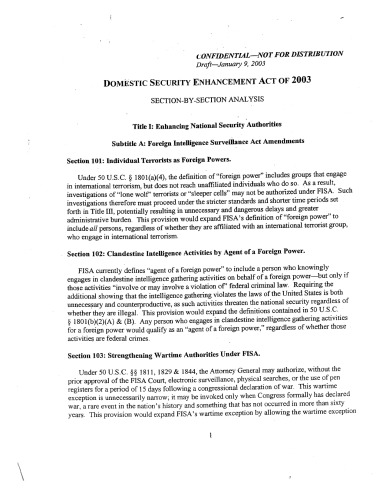 CONFIDENTIAL—NOT FOR DISTRIBUTION
Draft—January 9, 2003
DOMESTIC SECURITY ENHANCEMENT ACT OF 2003
SECTION-BY-SECTION ANALYSIS
Title I: Enhancing National Security Authorities
Subtitle A: Foreign Intelligence Surveillance Act Amendments
Section 101: Individual Terrorists as Foreign Powers.
Under 50 U.S.C. § 1801(a)(4), the definition of "foreign power" includes groups that engage
in international terrorism, but does not reach unaffiliated individuals who do so. As a result,
investigations of "lone wolf" terrorists or "sleeper cells" may not be authorized under FISA. Such
investigations therefore must proceed under the stricter standards and shorter time periods set
forth in Title III, potentially resulting in unnecessary and dangerous delays and greater
administrative burden. This provision would expand FISA's definition of "foreign power" to
include all persons, regardless of whether they are affiliated with an international terrorist group,
who engage in international terrorism.
Section 102: Clandestine Intelligence Activities by Agent of a Foreign Power.
FISA currently defines "agent of a foreign power" to include a person who knowingly
engages in clandestine intelligence gathering activities on behalf of a foreign power—but only if
those activities "involve or may involve a violation of" federal criminal law. Requiring the
additional showing that the intelligence gathering violates the laws of the United States is both
unnecessary and counterproductive, as such activities threaten the national security regardless of
whether they are illegal. This provision would expand the definitions contained in 50 U.S.C.
§ 1801(b)(2)(A) & (B). Any person who engages in clandestine intelligence gathering activities
for a foreign power would qualify as an "agent of a foreign power," regardless of whether those
activities are federal crimes.
Section 103: Strengthening Wartime Authorities Under FISA.
Under 50 U.S.C. §§ 1811, 1829 & 1844, the Attorney General may authorize, without the
prior approval of the FISA Court, electronic surveillance, physical searches, or the use of pen
registers for a period of 15 days following a congressional declaration of war. This wartime
exception is unnecessarily narrow; it may be invoked only when Congress formally has declared
war, a rare event in the nation's history and something that has not occurred in more than sixty
years. This provision would expand FISA's wartime exception by allowing the wartime exception
1